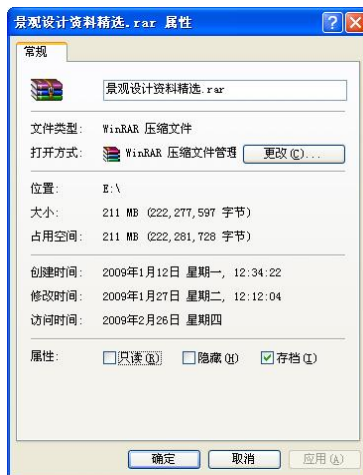 景观设计资料精选.rar 属性
常规
景观设计资料精选.rar
文件类型: WinRAR 压缩文件
打开方式: WinRAR 压缩文件管理 更改(C)...
位置: E:\
大小: 211 MB (222,277,597 字节)
占用空间: 211 MB (222,281,728 字节)
创建时间: 2009年1月12日 星期一, 12:34:22
修改时间: 2009年1月27日 星期二, 12:12:04
访问时间: 2009年2月26日 星期四
属性: 只读(R) 隐藏(H) 存档(I)
确定 取消 应用(A)